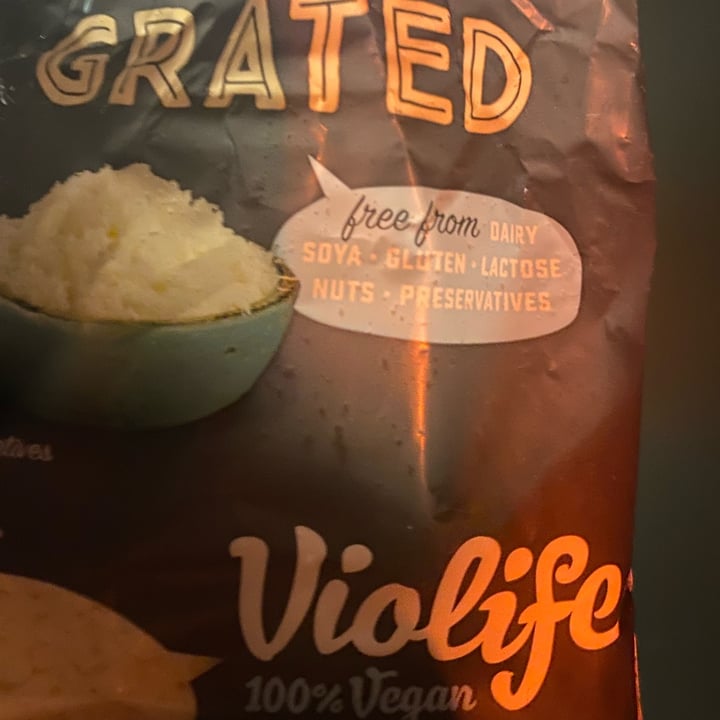 GRATED
free from DAIRY
SOYA · GLUTEN · LACTOSE
NUTS · PRESERVATIVES
Violife
100% Vegan